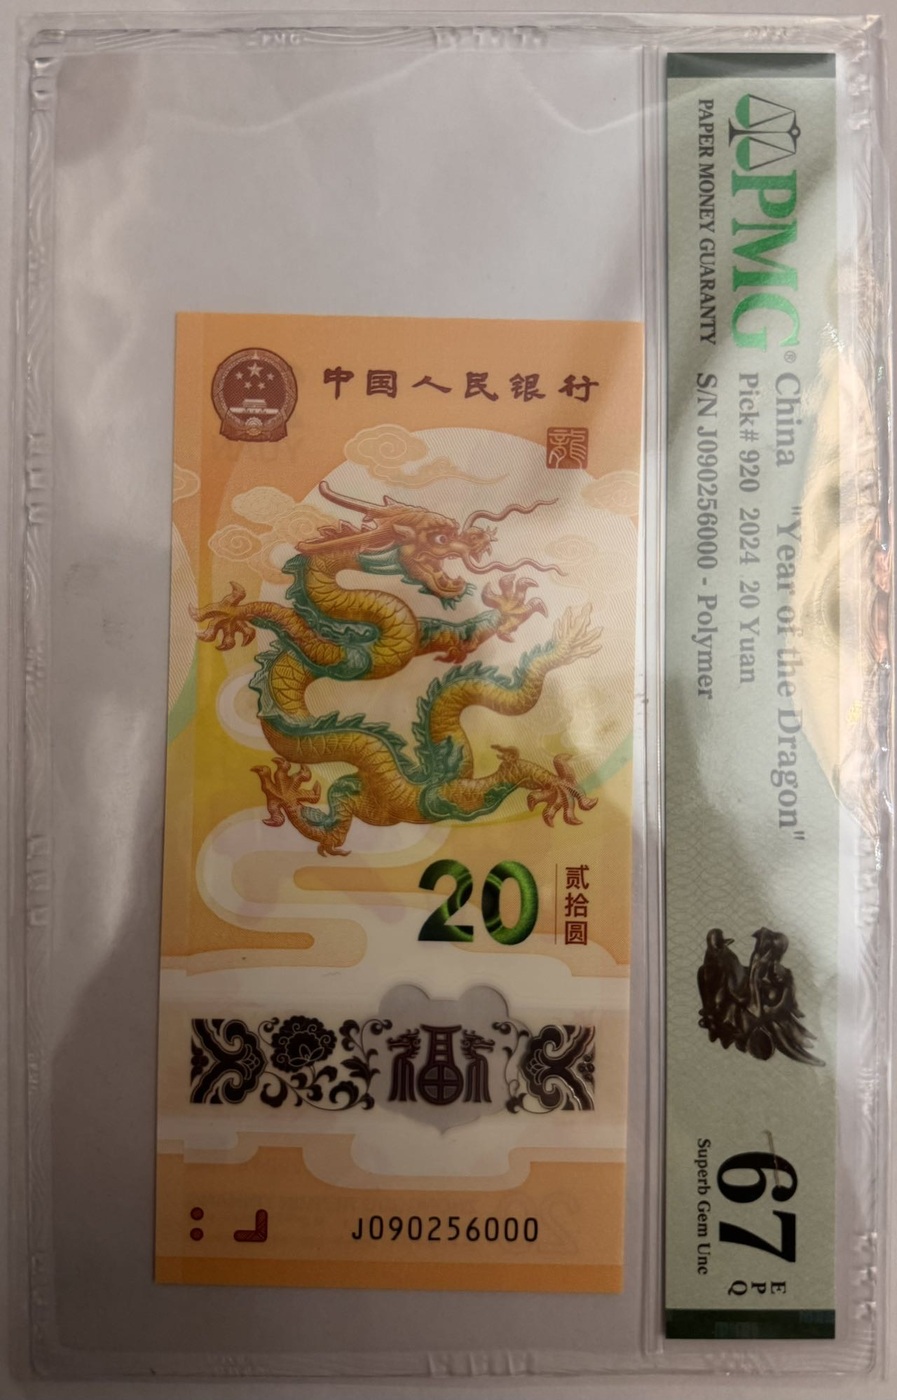 中国人民银行
龍
20
贰拾圆
J090256000
PMG®
PAPER MONEY GUARANTY
China "Year of the Dragon"
Pick# 920 2024 20 Yuan
S/N J090256000 - Polymer
67
EPQ
Superb Gem Unc